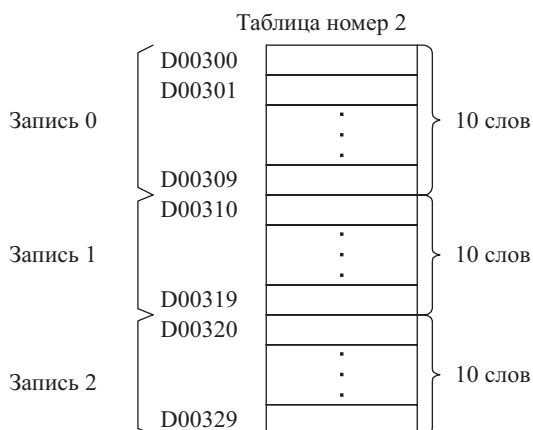 Таблица номер 2
D00300
D00301
Запись 0
10 слов
D00309
D00310
Запись 1
10 слов
D00319
D00320
Запись 2
10 слов
D00329